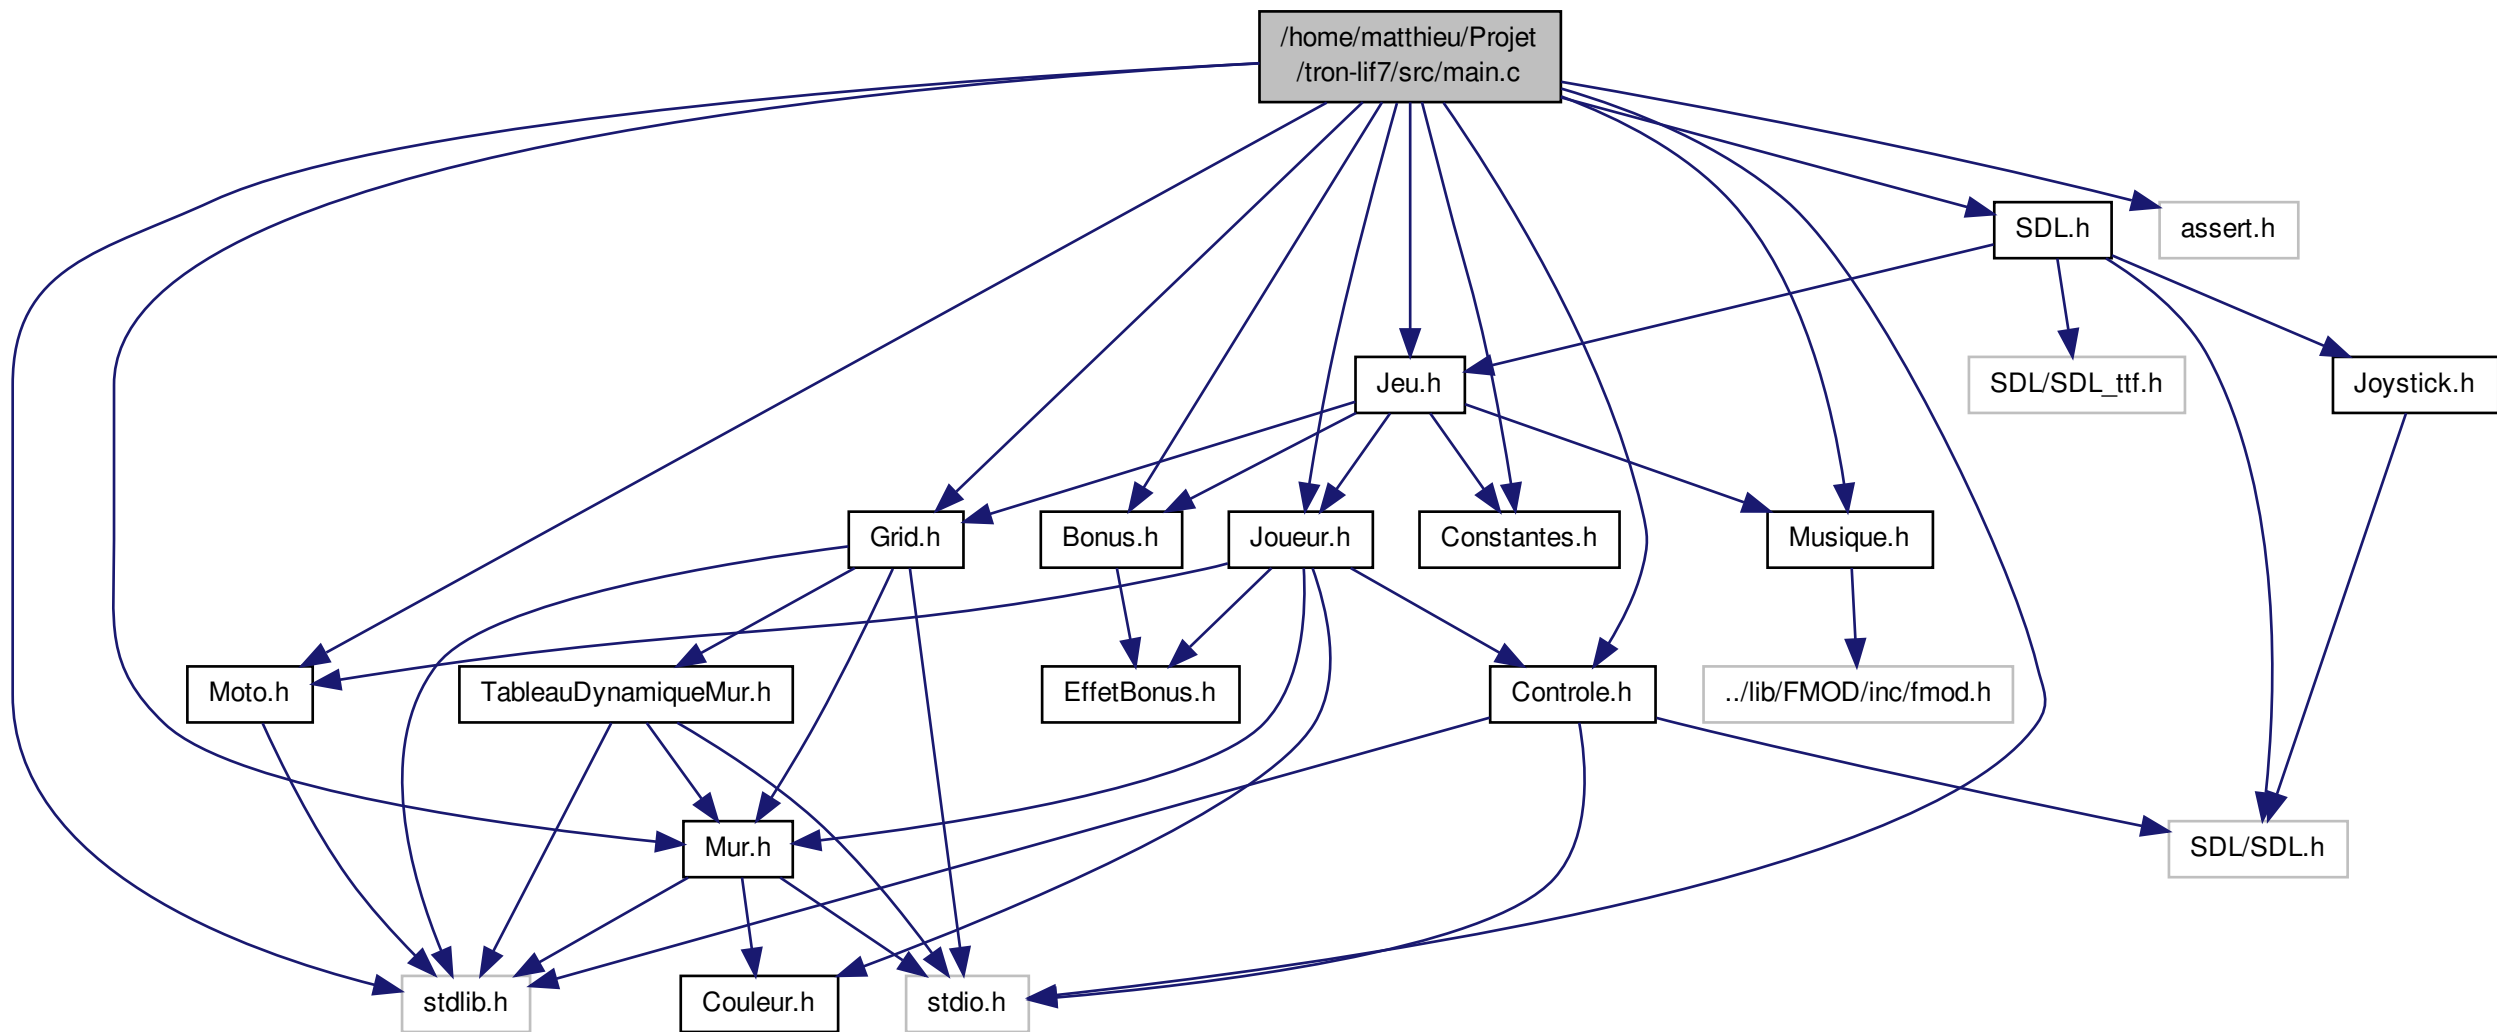 /home/matthieu/Projet
/tron-lif7/src/main.c
SDL.h
assert.h
Jeu.h
SDL/SDL_ttf.h
Joystick.h
Grid.h
Bonus.h
Joueur.h
Constantes.h
Musique.h
Moto.h
TableauDynamiqueMur.h
EffetBonus.h
Controle.h
../lib/FMOD/inc/fmod.h
Mur.h
SDL/SDL.h
stdlib.h
Couleur.h
stdio.h